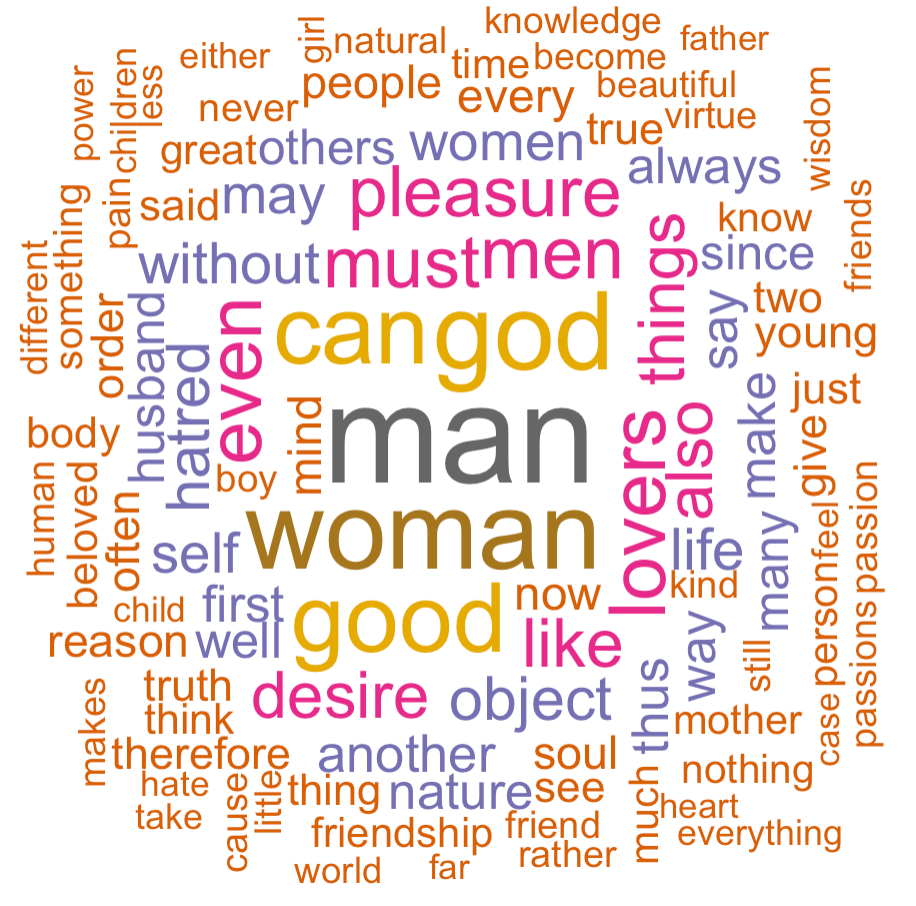 knowledge
girl
natural
father
either
time
become
people
every
beautiful
children
less
power
never
true
virtue
wisdom
great
others
women
always
pain
said
may
pleasure
know
friends
something
different
without
must
men
things
since
two
order
husband
hatred
even
can
god
say
young
body
boy
mind
man
lovers
also
make
just
give
human
beloved
often
self
woman
life
kind
many
feel
person
passion
child
first
good
now
reason
well
like
way
still
passions
truth
desire
object
thus
mother
case
makes
think
therefore
another
soul
nothing
hate
cause
little
thing
nature
see
much
heart
take
friendship
friend
everything
world
far
rather